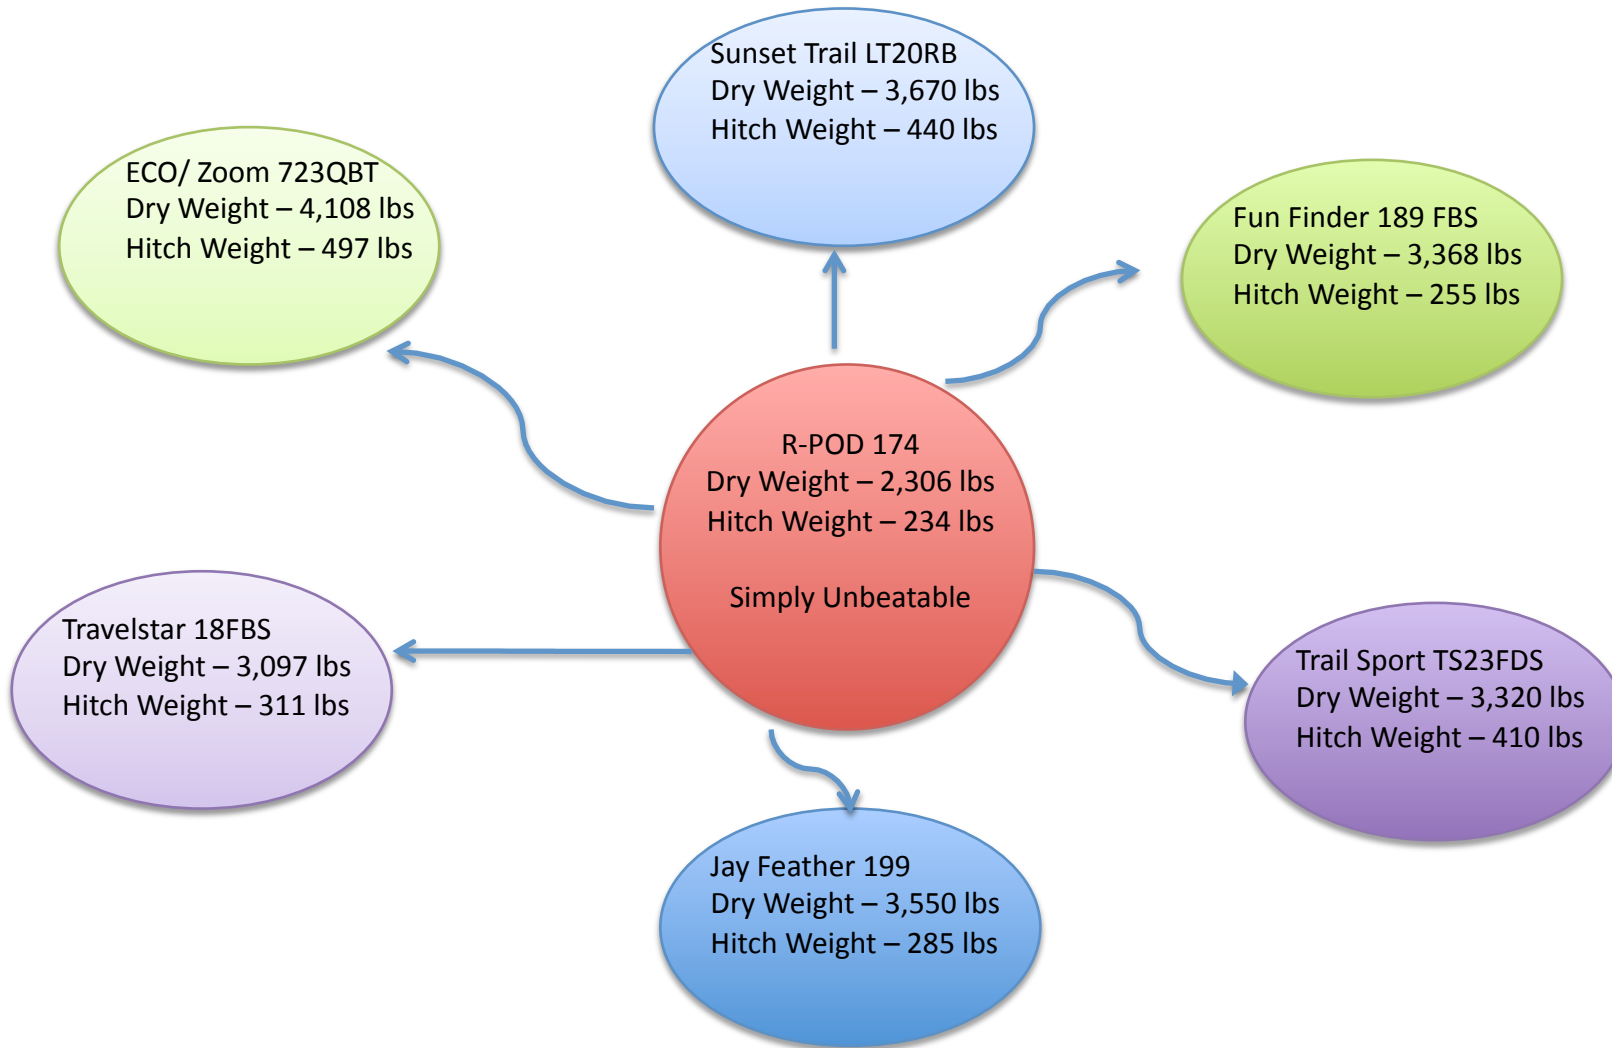 Sunset Trail LT20RB
Dry Weight – 3,670 lbs
Hitch Weight – 440 lbs
ECO/ Zoom 723QBT
Dry Weight – 4,108 lbs
Hitch Weight – 497 lbs
Fun Finder 189 FBS
Dry Weight – 3,368 lbs
Hitch Weight – 255 lbs
R-POD 174
Dry Weight – 2,306 lbs
Hitch Weight – 234 lbs
Simply Unbeatable
Travelstar 18FBS
Dry Weight – 3,097 lbs
Hitch Weight – 311 lbs
Trail Sport TS23FDS
Dry Weight – 3,320 lbs
Hitch Weight – 410 lbs
Jay Feather 199
Dry Weight – 3,550 lbs
Hitch Weight – 285 lbs